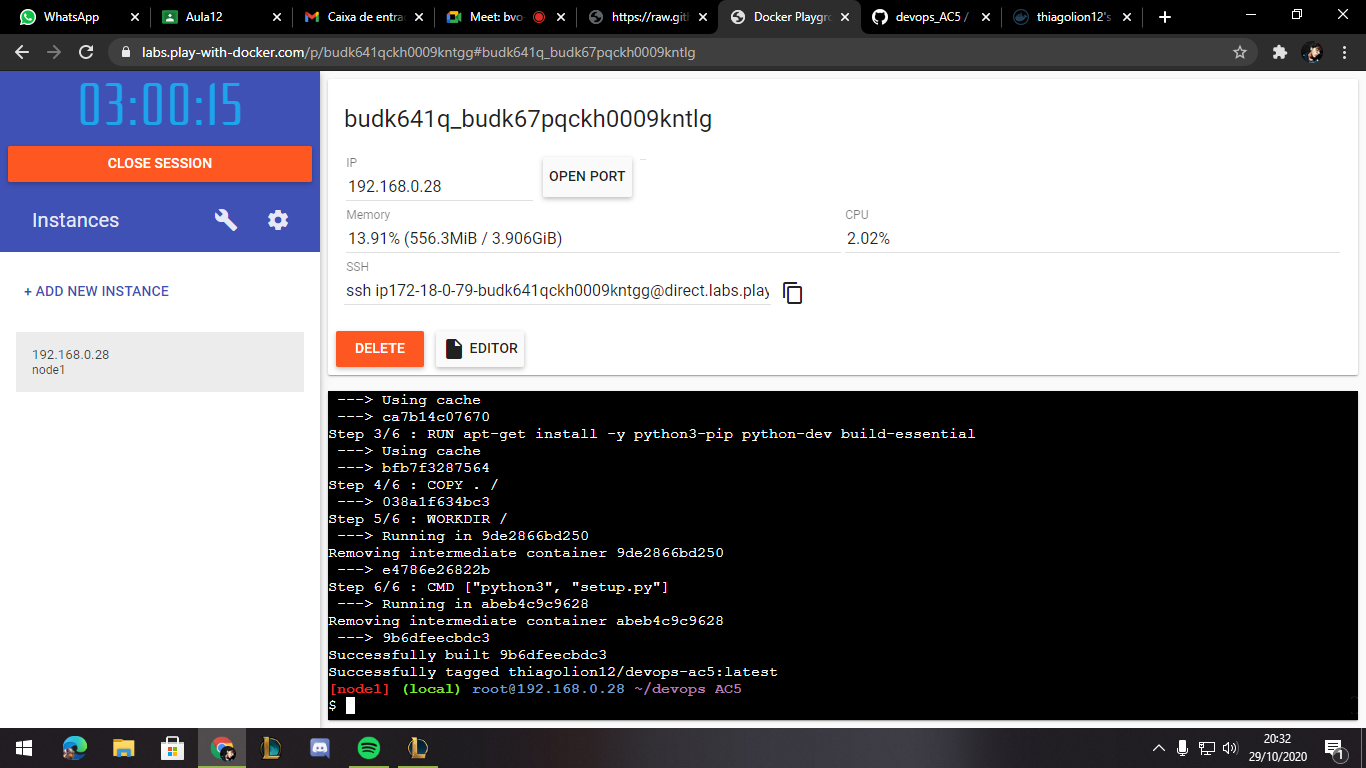 WhatsApp
Aula12
Caixa de entra
Meet: bvo
https://raw.git
Docker Playgro
devops_AC5 /
thiagolion12's
labs.play-with-docker.com/p/budk641qckh0009kntgg#budk641q_budk67pqckh0009kntlg
03:00:15
CLOSE SESSION
Instances
+ ADD NEW INSTANCE
192.168.0.28
node1
budk641q_budk67pqckh0009kntlg
IP
192.168.0.28
OPEN PORT
Memory
13.91% (556.3MiB / 3.906GiB)
CPU
2.02%
SSH
ssh ip172-18-0-79-budk641qckh0009kntgg@direct.labs.play
DELETE
EDITOR
---> Using cache
---> ca7b14c07670
Step 3/6 : RUN apt-get install -y python3-pip python-dev build-essential
---> Using cache
---> bfb7f3287564
Step 4/6 : COPY . /
---> 038a1f634bc3
Step 5/6 : WORKDIR /
---> Running in 9de2866bd250
Removing intermediate container 9de2866bd250
---> e4786e26822b
Step 6/6 : CMD ["python3", "setup.py"]
---> Running in abeb4c9c9628
Removing intermediate container abeb4c9c9628
---> 9b6dfeecbdc3
Successfully built 9b6dfeecbdc3
Successfully tagged thiagolion12/devops-ac5:latest
[node1] (local) root@192.168.0.28 ~/devops AC5
$
20:32
29/10/2020
1